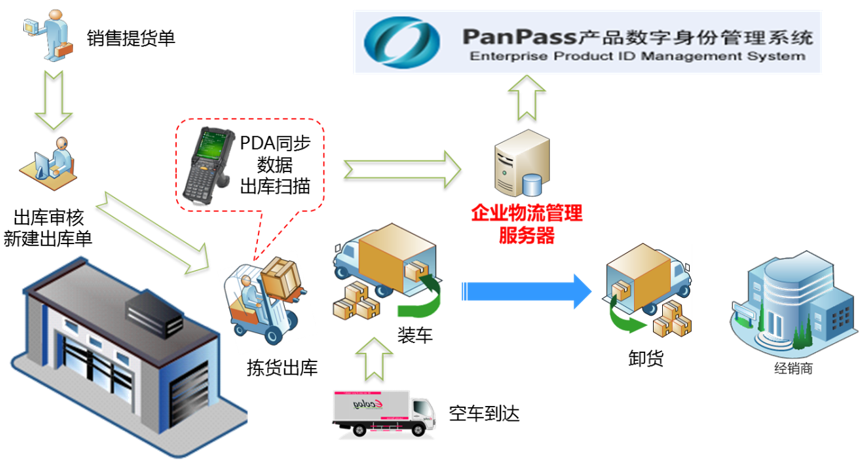 销售提货单
PanPass产品数字身份管理系统
Enterprise Product ID Management System
PDA同步
数据
出库扫描
出库审核
新建出库单
企业物流管理
服务器
拣货出库
装车
卸货
经销商
Ecolog
空车到达